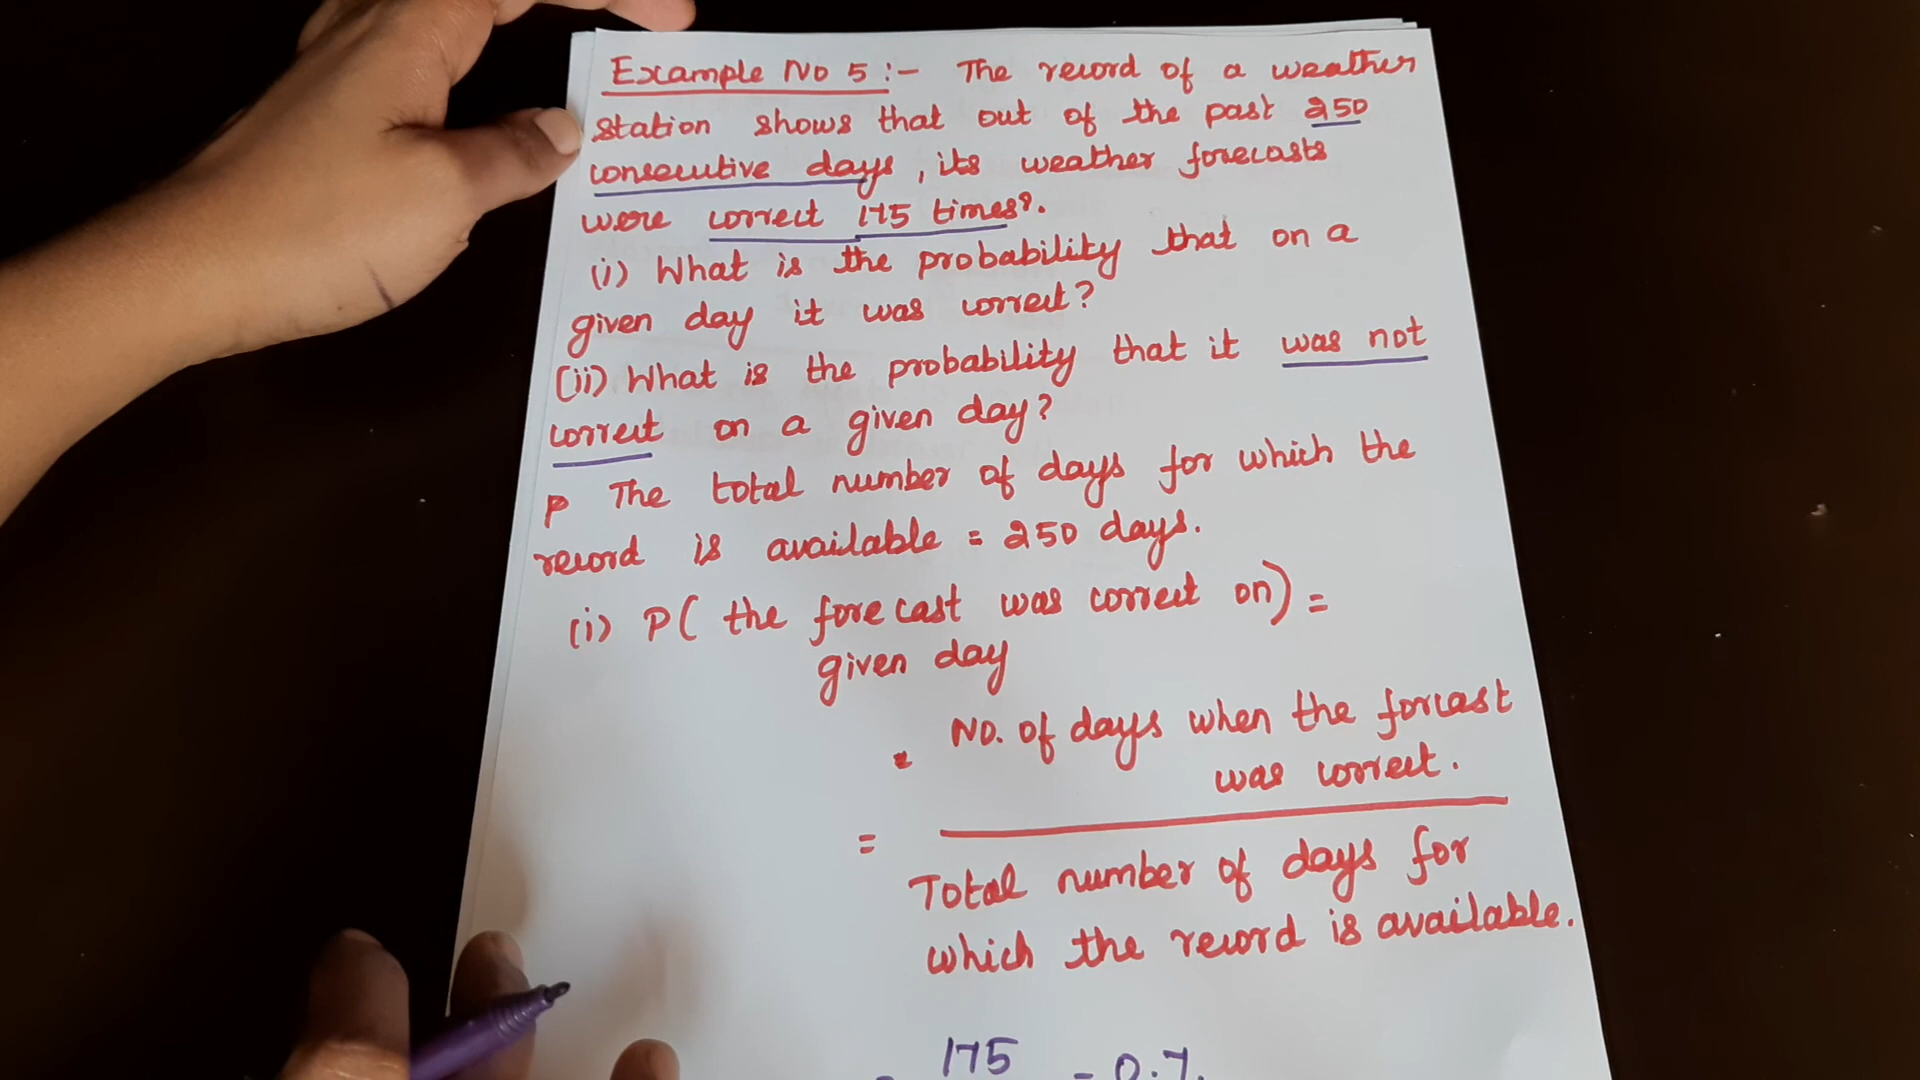 Example No 5 :- The record of a weather
station shows that out of the past 250
consecutive days, its weather forecasts
were correct 175 times?.
(i) What is the probability that on a
given day it was correct?
(ii) What is the probability that it was not
correct on a given day?
P The total number of days for which the
record is available = 250 days.
(i) P( the forecast was correct on) =
given day
No. of days when the forcast
was correct.
=
Total number of days for
which the record is available.
= 175 = 0.7.